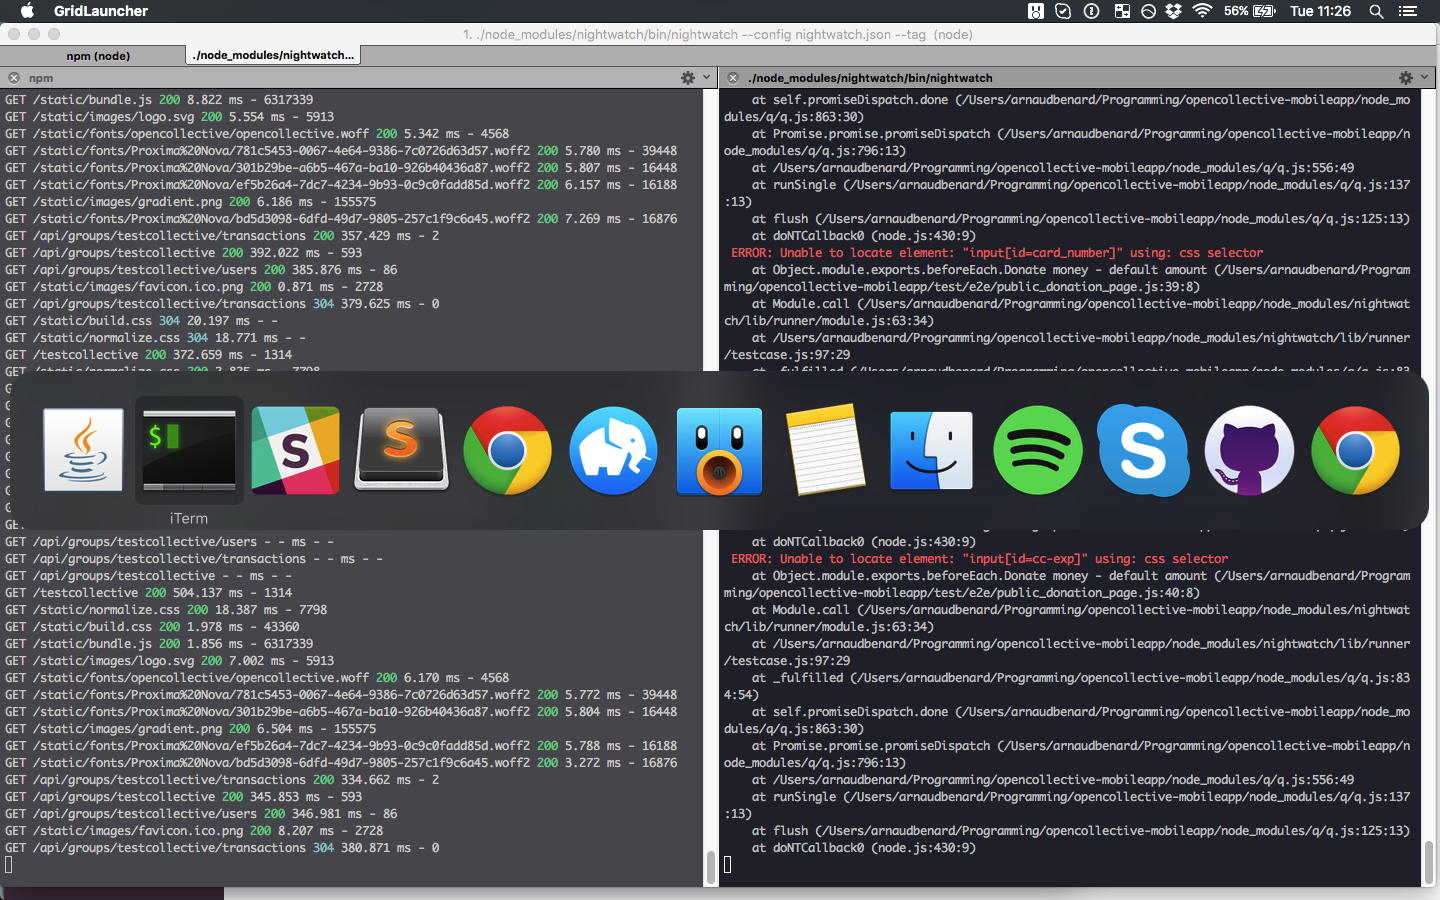 GridLauncher
56%
Tue 11:26
1. ./node_modules/nightwatch/bin/nightwatch --config nightwatch.json --tag (node)
npm (node)
./node_modules/nightwatch...
npm
GET /static/bundle.js 200 8.822 ms - 6317339
GET /static/images/logo.svg 200 5.554 ms - 5913
GET /static/fonts/opencollective/opencollective.woff 200 5.342 ms - 4568
GET /static/fonts/Proxima%20Nova/781c5453-0067-4e64-9386-7c0726d63d57.woff2 200 5.780 ms - 39448
GET /static/fonts/Proxima%20Nova/301b29be-a6b5-467a-ba10-926b40436a87.woff2 200 5.807 ms - 16448
GET /static/fonts/Proxima%20Nova/ef5b26a4-7dc7-4234-9b93-0c9c0fadd85d.woff2 200 6.157 ms - 16188
GET /static/images/gradient.png 200 6.186 ms - 155575
GET /static/fonts/Proxima%20Nova/bd5d3098-6dfd-49d7-9805-257c1f9c6a45.woff2 200 7.269 ms - 16876
GET /api/groups/testcollective/transactions 200 357.429 ms - 2
GET /api/groups/testcollective 200 392.022 ms - 593
GET /api/groups/testcollective/users 200 385.876 ms - 86
GET /static/images/favicon.ico.png 200 0.871 ms - 2728
GET /api/groups/testcollective/transactions 304 379.625 ms - 0
GET /static/build.css 304 20.197 ms - -
GET /static/normalize.css 304 18.771 ms - -
GET /testcollective 200 372.659 ms - 1314
GET /static/normalize.css 200 2.825 ms - 7798
GET /api/groups/testcollective/users - - ms - -
GET /api/groups/testcollective/transactions - - ms - -
GET /api/groups/testcollective - - ms - -
GET /testcollective 200 504.137 ms - 1314
GET /static/normalize.css 200 18.387 ms - 7798
GET /static/build.css 200 1.978 ms - 43360
GET /static/bundle.js 200 1.856 ms - 6317339
GET /static/images/logo.svg 200 7.002 ms - 5913
GET /static/fonts/opencollective/opencollective.woff 200 6.170 ms - 4568
GET /static/fonts/Proxima%20Nova/781c5453-0067-4e64-9386-7c0726d63d57.woff2 200 5.772 ms - 39448
GET /static/fonts/Proxima%20Nova/301b29be-a6b5-467a-ba10-926b40436a87.woff2 200 5.804 ms - 16448
GET /static/images/gradient.png 200 6.504 ms - 155575
GET /static/fonts/Proxima%20Nova/ef5b26a4-7dc7-4234-9b93-0c9c0fadd85d.woff2 200 5.788 ms - 16188
GET /static/fonts/Proxima%20Nova/bd5d3098-6dfd-49d7-9805-257c1f9c6a45.woff2 200 3.272 ms - 16876
GET /api/groups/testcollective/transactions 200 334.662 ms - 2
GET /api/groups/testcollective 200 345.853 ms - 593
GET /api/groups/testcollective/users 200 346.981 ms - 86
GET /static/images/favicon.ico.png 200 8.207 ms - 2728
GET /api/groups/testcollective/transactions 304 380.871 ms - 0
./node_modules/nightwatch/bin/nightwatch
at self.promiseDispatch.done (/Users/arnaudbenard/Programming/opencollective-mobileapp/node_mo
dules/q/q.js:863:30)
at Promise.promise.promiseDispatch (/Users/arnaudbenard/Programming/opencollective-mobileapp/n
ode_modules/q/q.js:796:13)
at /Users/arnaudbenard/Programming/opencollective-mobileapp/node_modules/q/q.js:556:49
at runSingle (/Users/arnaudbenard/Programming/opencollective-mobileapp/node_modules/q/q.js:137
:13)
at flush (/Users/arnaudbenard/Programming/opencollective-mobileapp/node_modules/q/q.js:125:13)
at doNTCallback0 (node.js:430:9)
ERROR: Unable to locate element: "input[id=card_number]" using: css selector
at Object.module.exports.beforeEach.Donate money - default amount (/Users/arnaudbenard/Program
ming/opencollective-mobileapp/test/e2e/public_donation_page.js:39:8)
at Module.call (/Users/arnaudbenard/Programming/opencollective-mobileapp/node_modules/nightwat
ch/lib/runner/module.js:63:34)
at /Users/arnaudbenard/Programming/opencollective-mobileapp/node_modules/nightwatch/lib/runner
/testcase.js:97:29
at _fulfilled (/Users/arnaudbenard/Programming/opencollective-mobileapp/node_modules/q/q.js:83
$
S
S
S
iTerm
at doNTCallback0 (node.js:430:9)
ERROR: Unable to locate element: "input[id=cc-exp]" using: css selector
at Object.module.exports.beforeEach.Donate money - default amount (/Users/arnaudbenard/Program
ming/opencollective-mobileapp/test/e2e/public_donation_page.js:40:8)
at Module.call (/Users/arnaudbenard/Programming/opencollective-mobileapp/node_modules/nightwat
ch/lib/runner/module.js:63:34)
at /Users/arnaudbenard/Programming/opencollective-mobileapp/node_modules/nightwatch/lib/runner
/testcase.js:97:29
at _fulfilled (/Users/arnaudbenard/Programming/opencollective-mobileapp/node_modules/q/q.js:83
4:54)
at self.promiseDispatch.done (/Users/arnaudbenard/Programming/opencollective-mobileapp/node_mo
dules/q/q.js:863:30)
at Promise.promise.promiseDispatch (/Users/arnaudbenard/Programming/opencollective-mobileapp/n
ode_modules/q/q.js:796:13)
at /Users/arnaudbenard/Programming/opencollective-mobileapp/node_modules/q/q.js:556:49
at runSingle (/Users/arnaudbenard/Programming/opencollective-mobileapp/node_modules/q/q.js:137
:13)
at flush (/Users/arnaudbenard/Programming/opencollective-mobileapp/node_modules/q/q.js:125:13)
at doNTCallback0 (node.js:430:9)